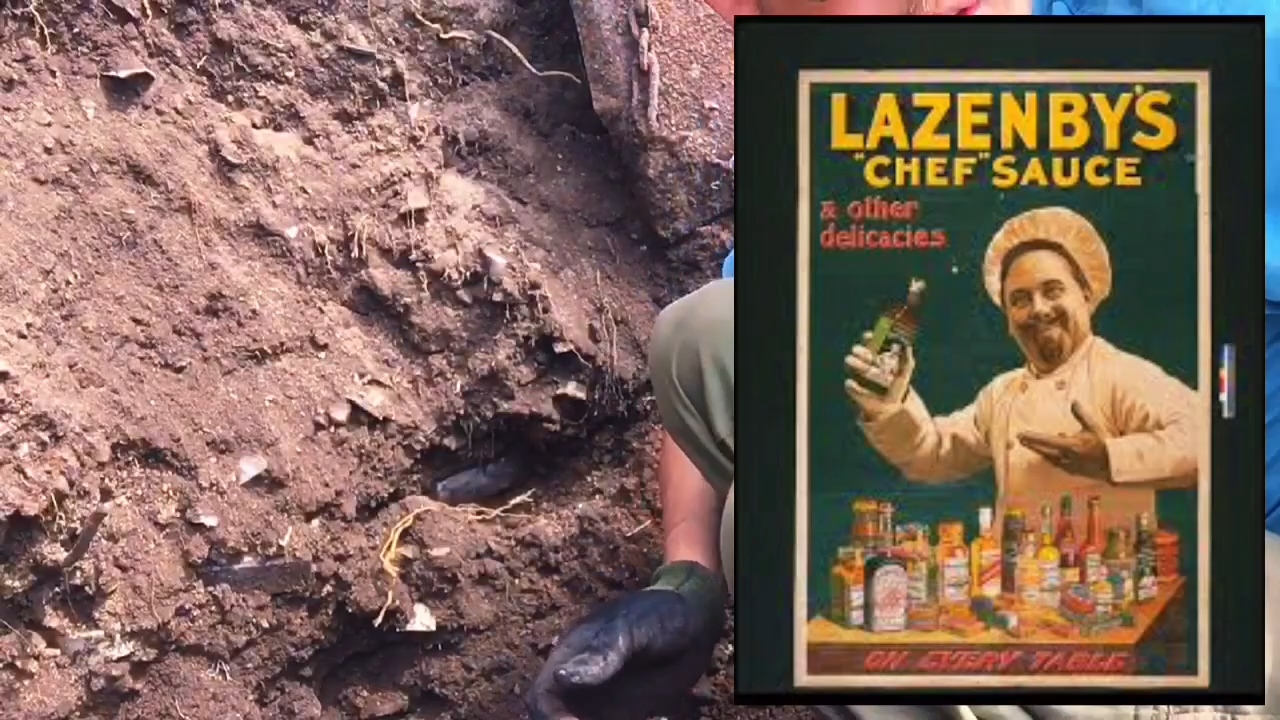 LAZENBY'S
"CHEF" SAUCE
& other
delicacies
ON EVERY TABLE